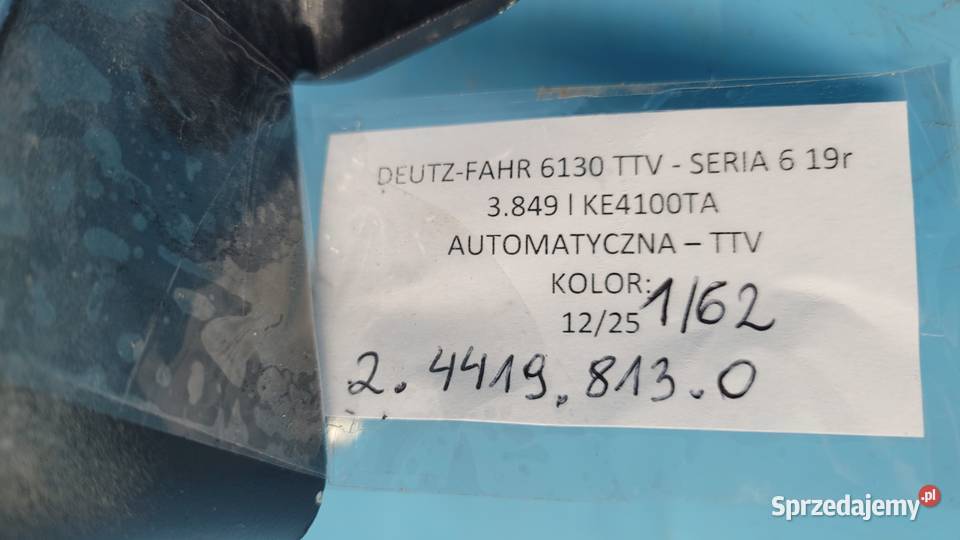 DEUTZ-FAHR 6130 TTV - SERIA 6 19r
3.849 l KE4100TA
AUTOMATYCZNA – TTV
KOLOR:
12/25 1/62
2.4419.813.0
Sprzedajemy.pl